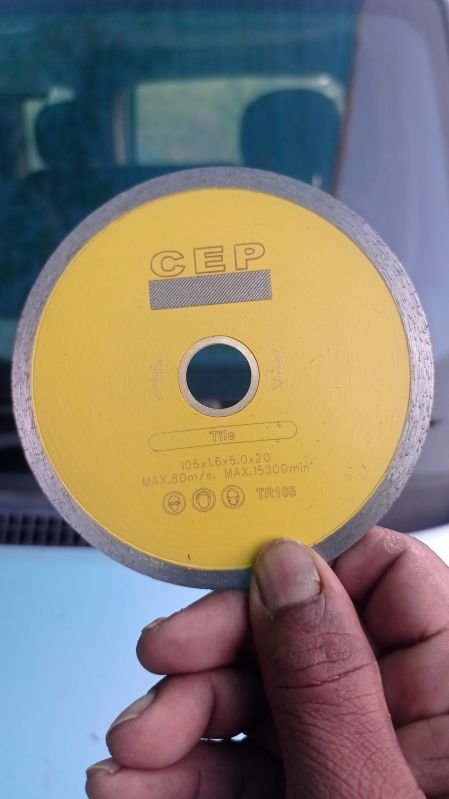 CEP
Tile
105x1.6x5.0x20
MAX.80m/s, MAX.15300min⁻¹
TR105